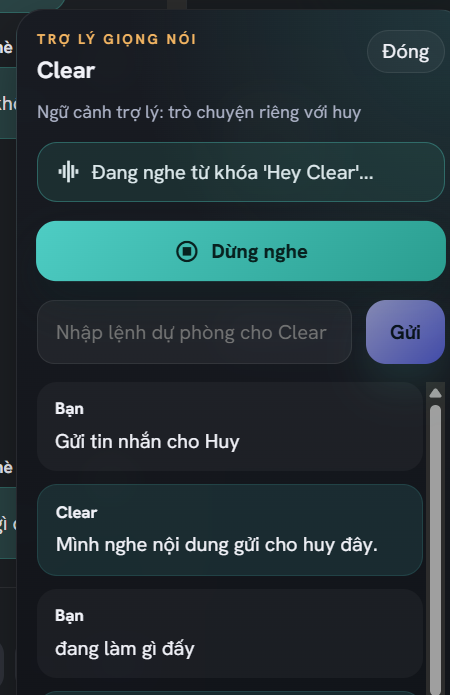 TRỢ LÝ GIỌNG NÓI
Clear
Đóng
Ngữ cảnh trợ lý: trò chuyện riêng với huy
Đang nghe từ khóa 'Hey Clear'...
Dừng nghe
Nhập lệnh dự phòng cho Clear
Gửi
Bạn
Gửi tin nhắn cho Huy
Clear
Mình nghe nội dung gửi cho huy đây.
Bạn
đang làm gì đấy